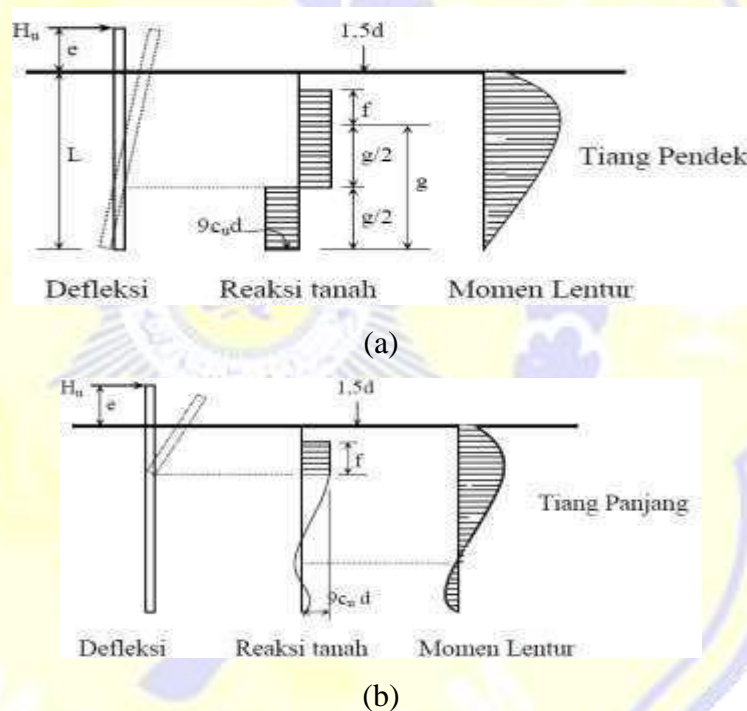 Hu e 1,5d
f
L g/2 g Tiang Pendek
g/2
9cud
Defleksi Reaksi tanah Momen Lentur
(a)
Hu e 1,5d
f
Tiang Panjang
9cu d
Defleksi Reaksi tanah Momen Lentur
(b)